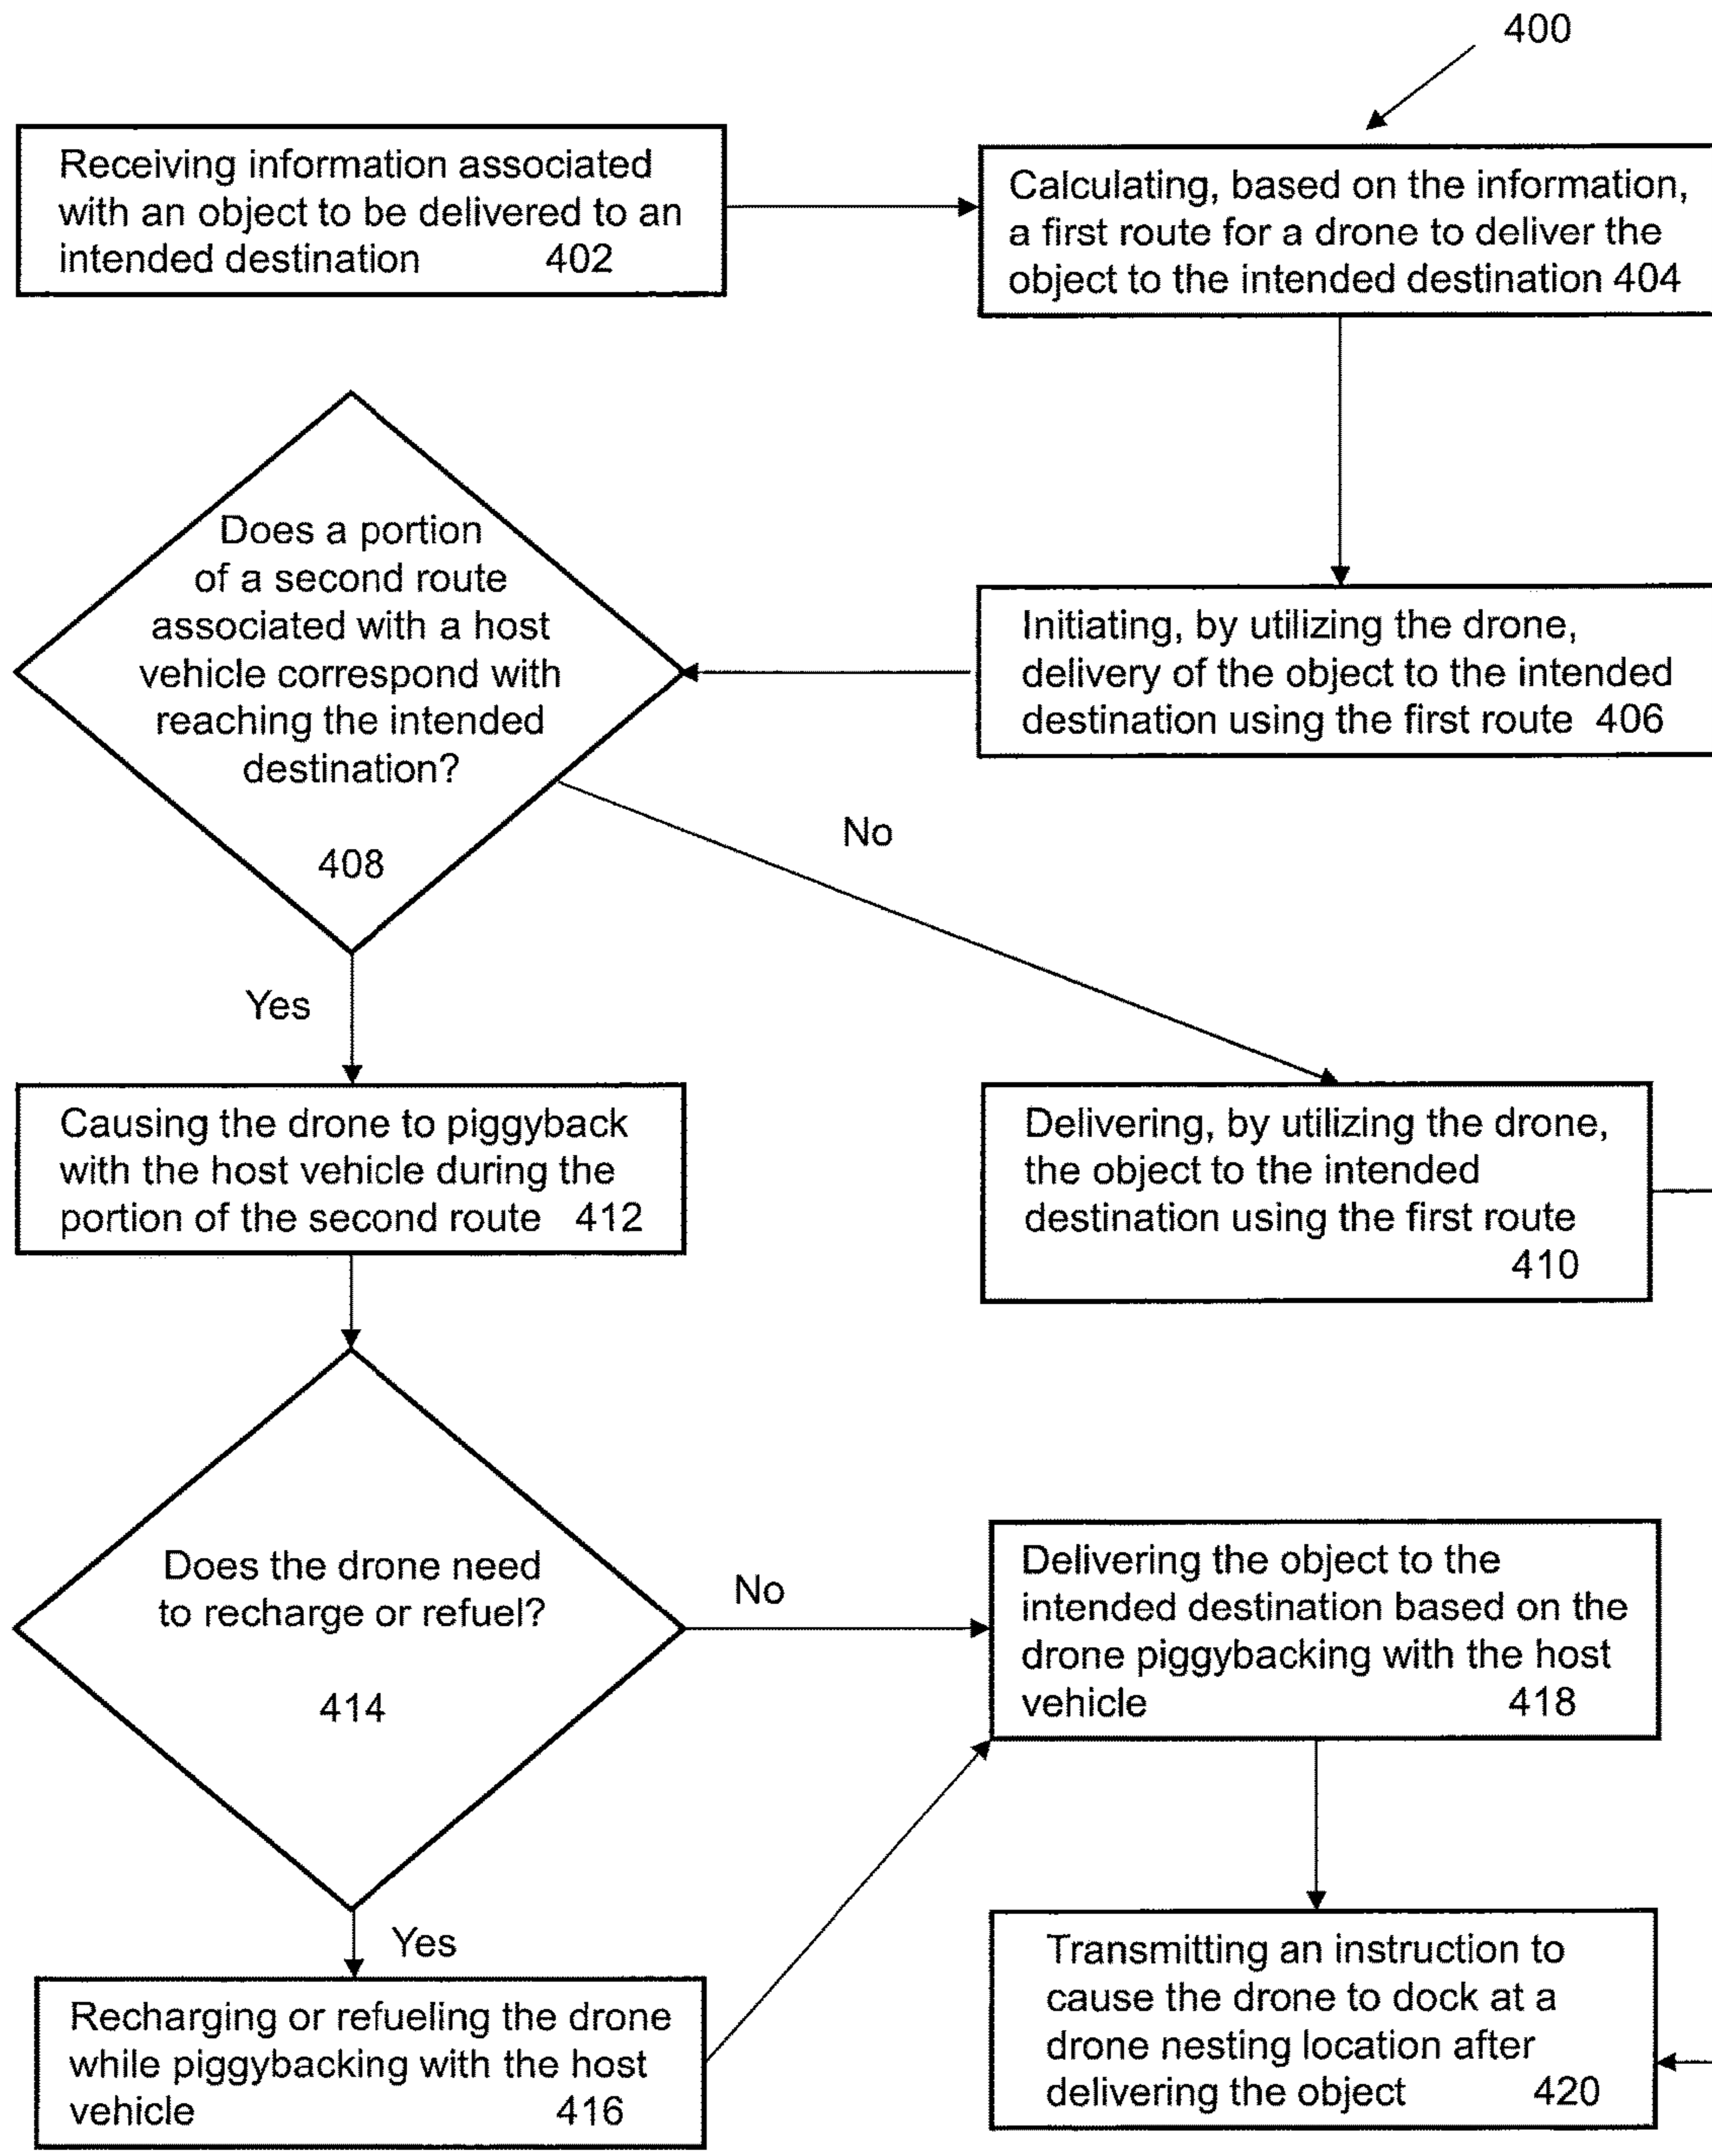 400
Receiving information associated
with an object to be delivered to an
intended destination 402
Calculating, based on the information,
a first route for a drone to deliver the
object to the intended destination 404
Does a portion
of a second route
associated with a host
vehicle correspond with
reaching the intended
destination?
408
Initiating, by utilizing the drone,
delivery of the object to the intended
destination using the first route 406
No
Yes
Causing the drone to piggyback
with the host vehicle during the
portion of the second route 412
Delivering, by utilizing the drone,
the object to the intended
destination using the first route
410
Does the drone need
to recharge or refuel?
414
No
Delivering the object to the
intended destination based on the
drone piggybacking with the host
vehicle 418
Yes
Recharging or refueling the drone
while piggybacking with the host
vehicle 416
Transmitting an instruction to
cause the drone to dock at a
drone nesting location after
delivering the object 420